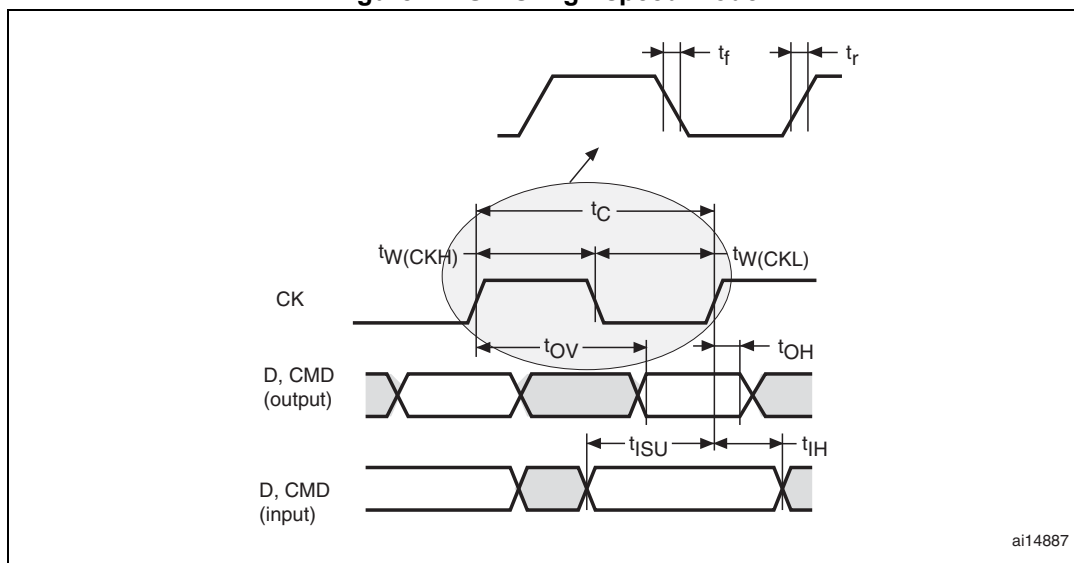 tf
tr
tC
tW(CKH)
tW(CKL)
CK
tOV
tOH
D, CMD
(output)
tISU
tIH
D, CMD
(input)
ai14887